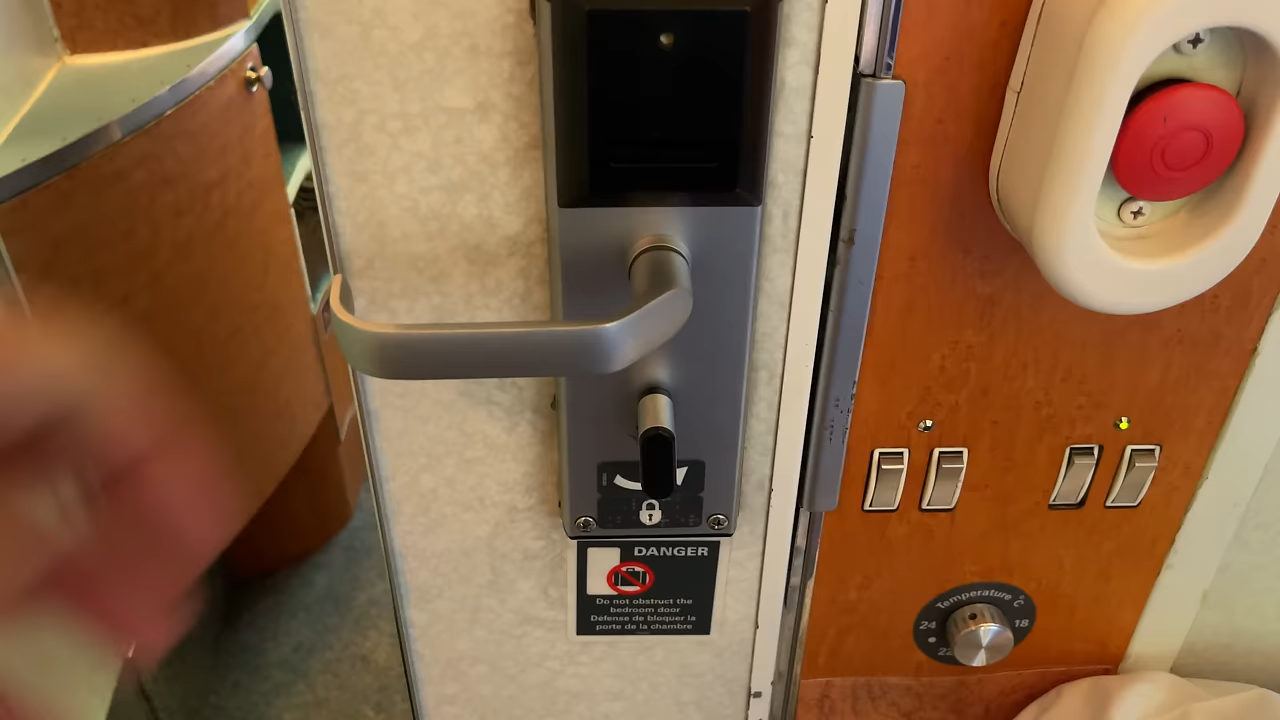 DANGER
Do not obstruct the
bedroom door
Défense de bloquer la
porte de la chambre
Temperature °C
24
18
22